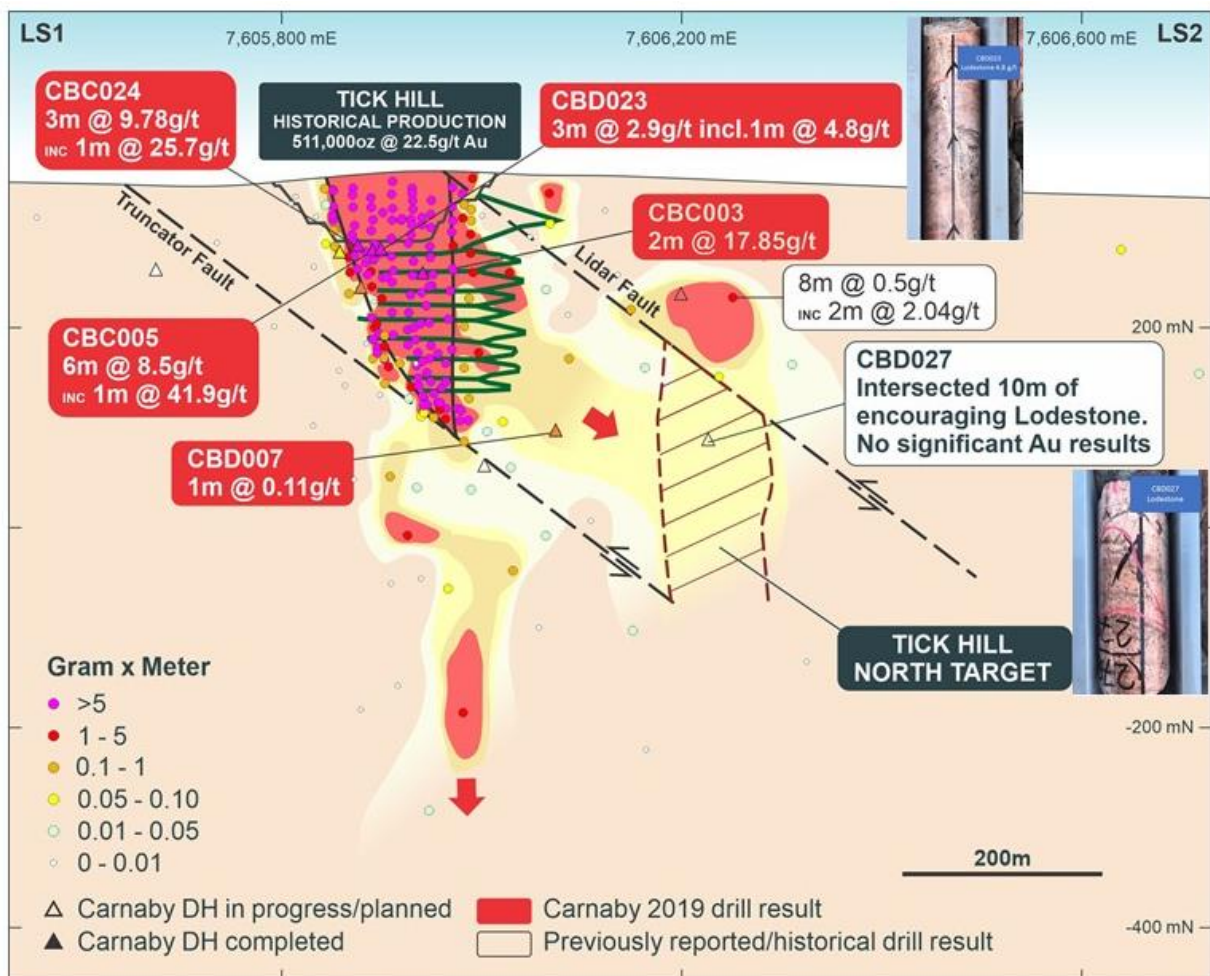 LS1
7,605,800 mE
7,606,200 mE
7,606,600 mE
LS2
CBC024
3m @ 9.78g/t
INC 1m @ 25.7g/t
TICK HILL
HISTORICAL PRODUCTION
511,000oz @ 22.5g/t Au
CBD023
3m @ 2.9g/t incl.1m @ 4.8g/t
CBD023
Lodestone 4.8 g/t
Truncator Fault
CBC003
2m @ 17.85g/t
Lidar Fault
8m @ 0.5g/t
INC 2m @ 2.04g/t
200 mN
CBC005
6m @ 8.5g/t
INC 1m @ 41.9g/t
CBD027
Intersected 10m of
encouraging Lodestone.
No significant Au results
CBD007
1m @ 0.11g/t
CBD027
Lodestone
TICK HILL
NORTH TARGET
Gram x Meter
>5
1 - 5
0.1 - 1
0.05 - 0.10
0.01 - 0.05
0 - 0.01
-200 mN
200m
Carnaby DH in progress/planned
Carnaby DH completed
Carnaby 2019 drill result
Previously reported/historical drill result
-400 mN